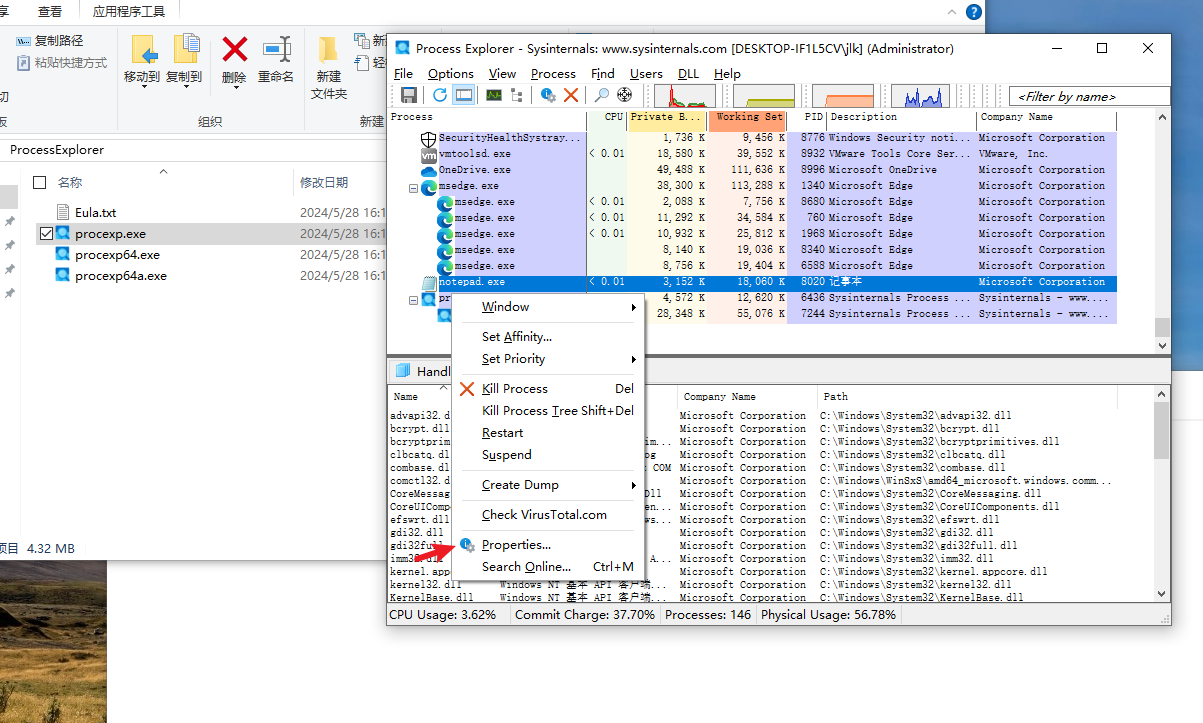 享 查看 应用程序工具
复制路径
粘贴快捷方式
切
移动到 复制到 删除 重命名 新建
文件夹
组织 新建
ProcessExplorer
名称 修改日期
Eula.txt 2024/5/28 16:1
procexp.exe 2024/5/28 16:1
procexp64.exe 2024/5/28 16:1
procexp64a.exe 2024/5/28 16:1
项目 4.32 MB
Process Explorer - Sysinternals: www.sysinternals.com [DESKTOP-IF1L5CV\jlk] (Administrator)
File Options View Process Find Users DLL Help
<Filter by name>
Process CPU Private B... Working Set PID Description Company Name
SecurityHealthSystray... 1,736 K 9,456 K 8776 Windows Security noti... Microsoft Corporation
vmtoolsd.exe < 0.01 18,580 K 39,552 K 8932 VMware Tools Core Ser... VMware, Inc.
OneDrive.exe 49,488 K 111,636 K 8996 Microsoft OneDrive Microsoft Corporation
msedge.exe 38,300 K 113,288 K 1340 Microsoft Edge Microsoft Corporation
msedge.exe < 0.01 2,088 K 7,756 K 8680 Microsoft Edge Microsoft Corporation
msedge.exe < 0.01 11,292 K 34,584 K 760 Microsoft Edge Microsoft Corporation
msedge.exe < 0.01 10,932 K 25,812 K 1968 Microsoft Edge Microsoft Corporation
msedge.exe 8,140 K 19,036 K 8340 Microsoft Edge Microsoft Corporation
msedge.exe 8,756 K 19,404 K 6588 Microsoft Edge Microsoft Corporation
notepad.exe < 0.01 3,152 K 18,060 K 8020 记事本 Microsoft Corporation
pr 4,572 K 12,620 K 6436 Sysinternals Process ... Sysinternals - www....
28,348 K 55,076 K 7244 Sysinternals Process ... Sysinternals - www....
Window
Set Affinity...
Set Priority
Kill Process Del
Kill Process Tree Shift+Del
Restart
Suspend
Create Dump
Check VirusTotal.com
Properties...
Search Online... Ctrl+M
Handl
Name Company Name Path
advapi32.d Microsoft Corporation C:\Windows\System32\advapi32.dll
bcrypt.dll Microsoft Corporation C:\Windows\System32\bcrypt.dll
bcryptprim im... Microsoft Corporation C:\Windows\System32\bcryptprimitives.dll
clbcatq.dl og Microsoft Corporation C:\Windows\System32\clbcatq.dll
combase.dl COM Microsoft Corporation C:\Windows\System32\combase.dll
comctl32.d Microsoft Corporation C:\Windows\WinSxS\amd64_microsoft.windows.comm...
CoreMessag Dll Microsoft Corporation C:\Windows\System32\CoreMessaging.dll
CoreUIComp en... Microsoft Corporation C:\Windows\System32\CoreUIComponents.dll
efswrt.dll ws... Microsoft Corporation C:\Windows\System32\efswrt.dll
gdi32.dll Microsoft Corporation C:\Windows\System32\gdi32.dll
gdi32full. Microsoft Corporation C:\Windows\System32\gdi32full.dll
imm32.dll A... Microsoft Corporation C:\Windows\System32\imm32.dll
kernel.app Microsoft Corporation C:\Windows\System32\kernel.appcore.dll
kernel32.dll Windows NT 基本 API 客户端... Microsoft Corporation C:\Windows\System32\kernel32.dll
KernelBase.dll Windows NT 基本 API 客户端... Microsoft Corporation C:\Windows\System32\KernelBase.dll
CPU Usage: 3.62% Commit Charge: 37.70% Processes: 146 Physical Usage: 56.78%